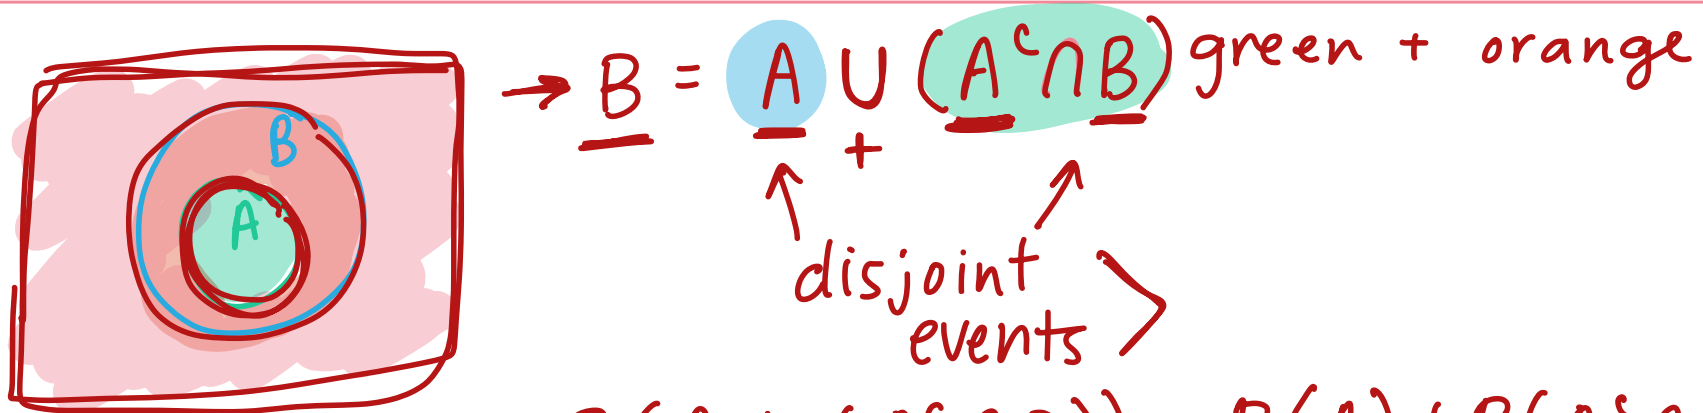 B
A
→ B = A ∪ (Aᶜ ∩ B) green + orange
+
disjoint
events >